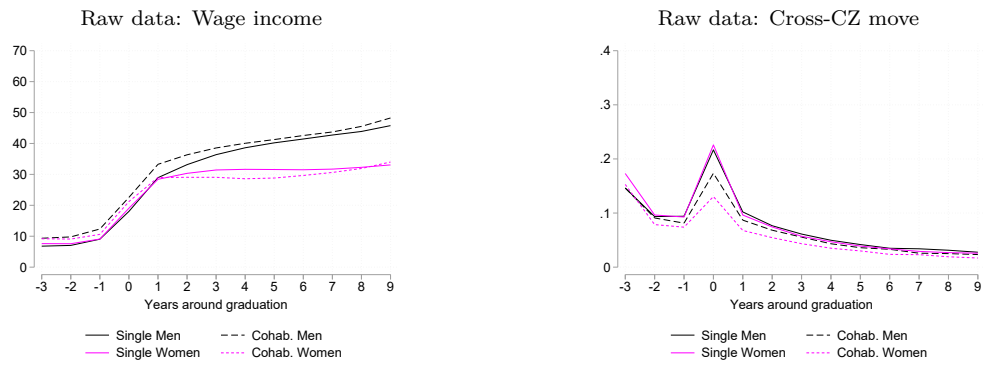 Raw data: Wage income
70
60
50
40
30
20
10
0
-3 -2 -1 0 1 2 3 4 5 6 7 8 9
Years around graduation
Single Men Cohab. Men
Single Women Cohab. Women
Raw data: Cross-CZ move
.4
.3
.2
.1
0
-3 -2 -1 0 1 2 3 4 5 6 7 8 9
Years around graduation
Single Men Cohab. Men
Single Women Cohab. Women